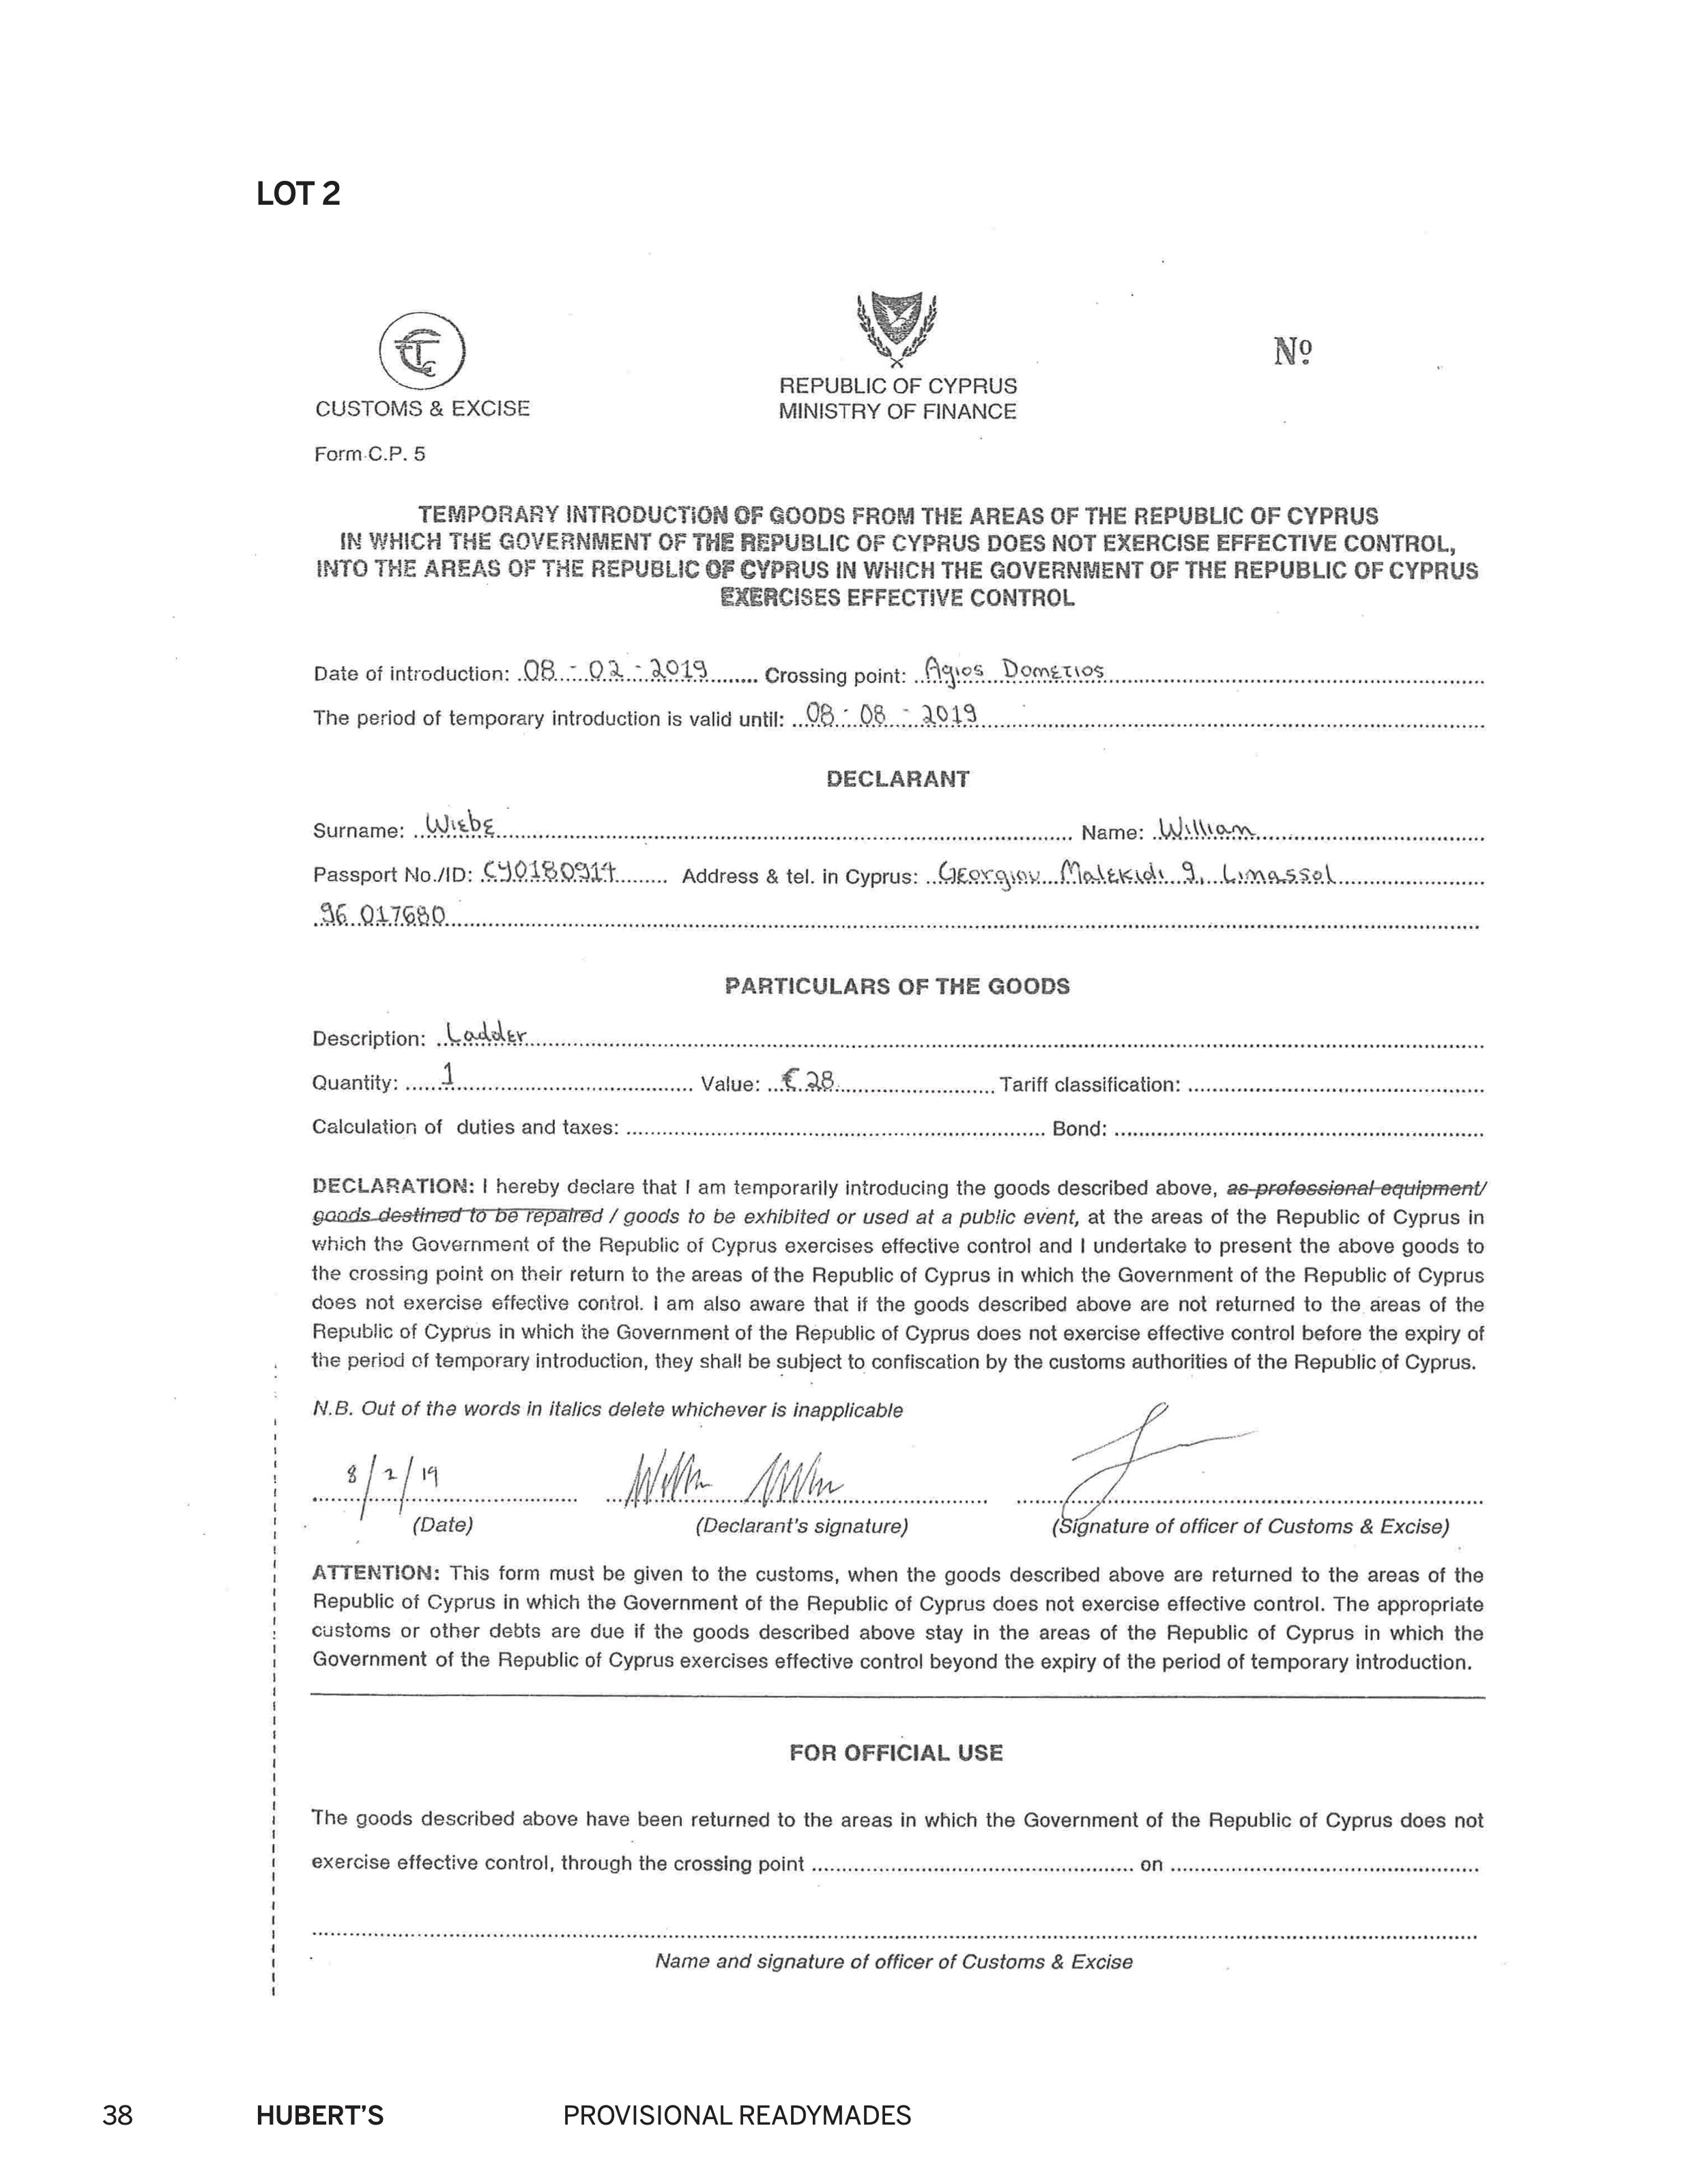 LOT 2
Nº
REPUBLIC OF CYPRUS
MINISTRY OF FINANCE
CUSTOMS & EXCISE
Form C.P. 5
TEMPORARY INTRODUCTION OF GOODS FROM THE AREAS OF THE REPUBLIC OF CYPRUS
IN WHICH THE GOVERNMENT OF THE REPUBLIC OF CYPRUS DOES NOT EXERCISE EFFECTIVE CONTROL,
INTO THE AREAS OF THE REPUBLIC OF CYPRUS IN WHICH THE GOVERNMENT OF THE REPUBLIC OF CYPRUS
EXERCISES EFFECTIVE CONTROL
Date of introduction: 08 - 02 - 2019 Crossing point: Agios Dometios
The period of temporary introduction is valid until: 08 - 08 - 2019
DECLARANT
Surname: Wiebe Name: William
Passport No./ID: Address & tel. in Cyprus: Georgiou Malekidi 9, Limassol
96 017680
PARTICULARS OF THE GOODS
Description: Ladder
Quantity: 1 Value: €28 Tariff classification:
Calculation of duties and taxes: Bond:
DECLARATION: I hereby declare that I am temporarily introducing the goods described above, as professional equipment/
goods destined to be repaired / goods to be exhibited or used at a public event, at the areas of the Republic of Cyprus in
which the Government of the Republic of Cyprus exercises effective control and I undertake to present the above goods to
the crossing point on their return to the areas of the Republic of Cyprus in which the Government of the Republic of Cyprus
does not exercise effective control. I am also aware that if the goods described above are not returned to the areas of the
Republic of Cyprus in which the Government of the Republic of Cyprus does not exercise effective control before the expiry of
the period of temporary introduction, they shall be subject to confiscation by the customs authorities of the Republic of Cyprus.
N.B. Out of the words in italics delete whichever is inapplicable
8/2/19
(Date) (Declarant's signature) (Signature of officer of Customs & Excise)
ATTENTION: This form must be given to the customs, when the goods described above are returned to the areas of the
Republic of Cyprus in which the Government of the Republic of Cyprus does not exercise effective control. The appropriate
customs or other debts are due if the goods described above stay in the areas of the Republic of Cyprus in which the
Government of the Republic of Cyprus exercises effective control beyond the expiry of the period of temporary introduction.
FOR OFFICIAL USE
The goods described above have been returned to the areas in which the Government of the Republic of Cyprus does not
exercise effective control, through the crossing point on
Name and signature of officer of Customs & Excise
38 HUBERT'S PROVISIONAL READYMADES